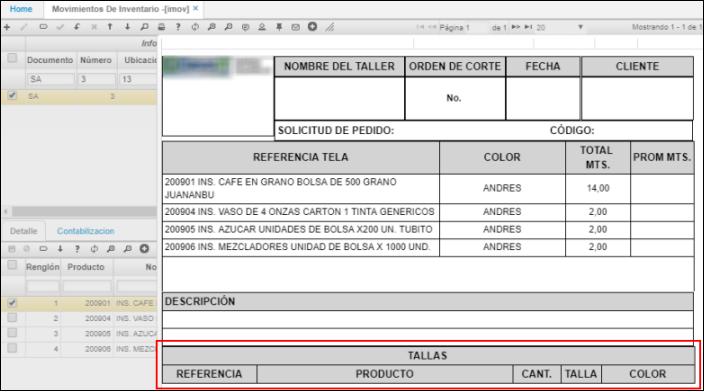 Home
Movimientos De Inventario -[imov] ×
Página 1 de 1 20 Mostrando 1 - 1 de 1
Info
Documento Número Ubicació
SA 3 13
SA 3
NOMBRE DEL TALLER ORDEN DE CORTE FECHA CLIENTE
No.
SOLICITUD DE PEDIDO: CÓDIGO:
REFERENCIA TELA COLOR TOTAL MTS. PROM MTS.
200901 INS. CAFE EN GRANO BOLSA DE 500 GRANO JUANANBU ANDRES 14,00
200904 INS. VASO DE 4 ONZAS CARTON 1 TINTA GENERICOS ANDRES 2,00
200905 INS. AZUCAR UNIDADES DE BOLSA X200 UN. TUBITO ANDRES 2,00
200906 INS. MEZCLADORES UNIDAD DE BOLSA X 1000 UND. ANDRES 2,00
Detalle Contabilizacion
Renglón Producto No
1 200901 INS. CAFE
2 200904 INS. VASO
3 200905 INS. AZUCA
4 200906 INS. MEZC
DESCRIPCIÓN
TALLAS
REFERENCIA PRODUCTO CANT. TALLA COLOR